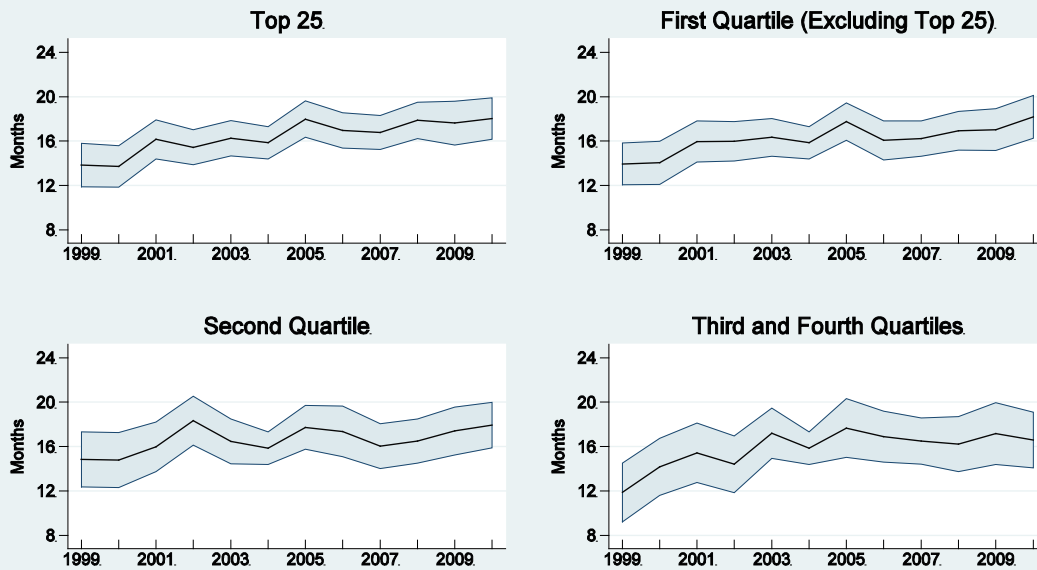 Top 25.
Months
24.
20.
16.
12.
8.
1999. 2001. 2003. 2005. 2007. 2009.
First Quartile (Excluding Top 25).
Months
24.
20.
16.
12.
8.
1999. 2001. 2003. 2005. 2007. 2009.
Second Quartile.
Months
24.
20.
16.
12.
8.
1999. 2001. 2003. 2005. 2007. 2009.
Third and Fourth Quartiles.
Months
24.
20.
16.
12.
8.
1999. 2001. 2003. 2005. 2007. 2009.